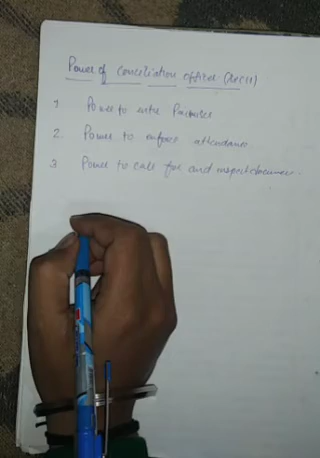 Power of Conciliation officer (Sec 11)
1 Power to enter Premises
2. Power to enforce attendance.
3 Power to call for and inspect document.